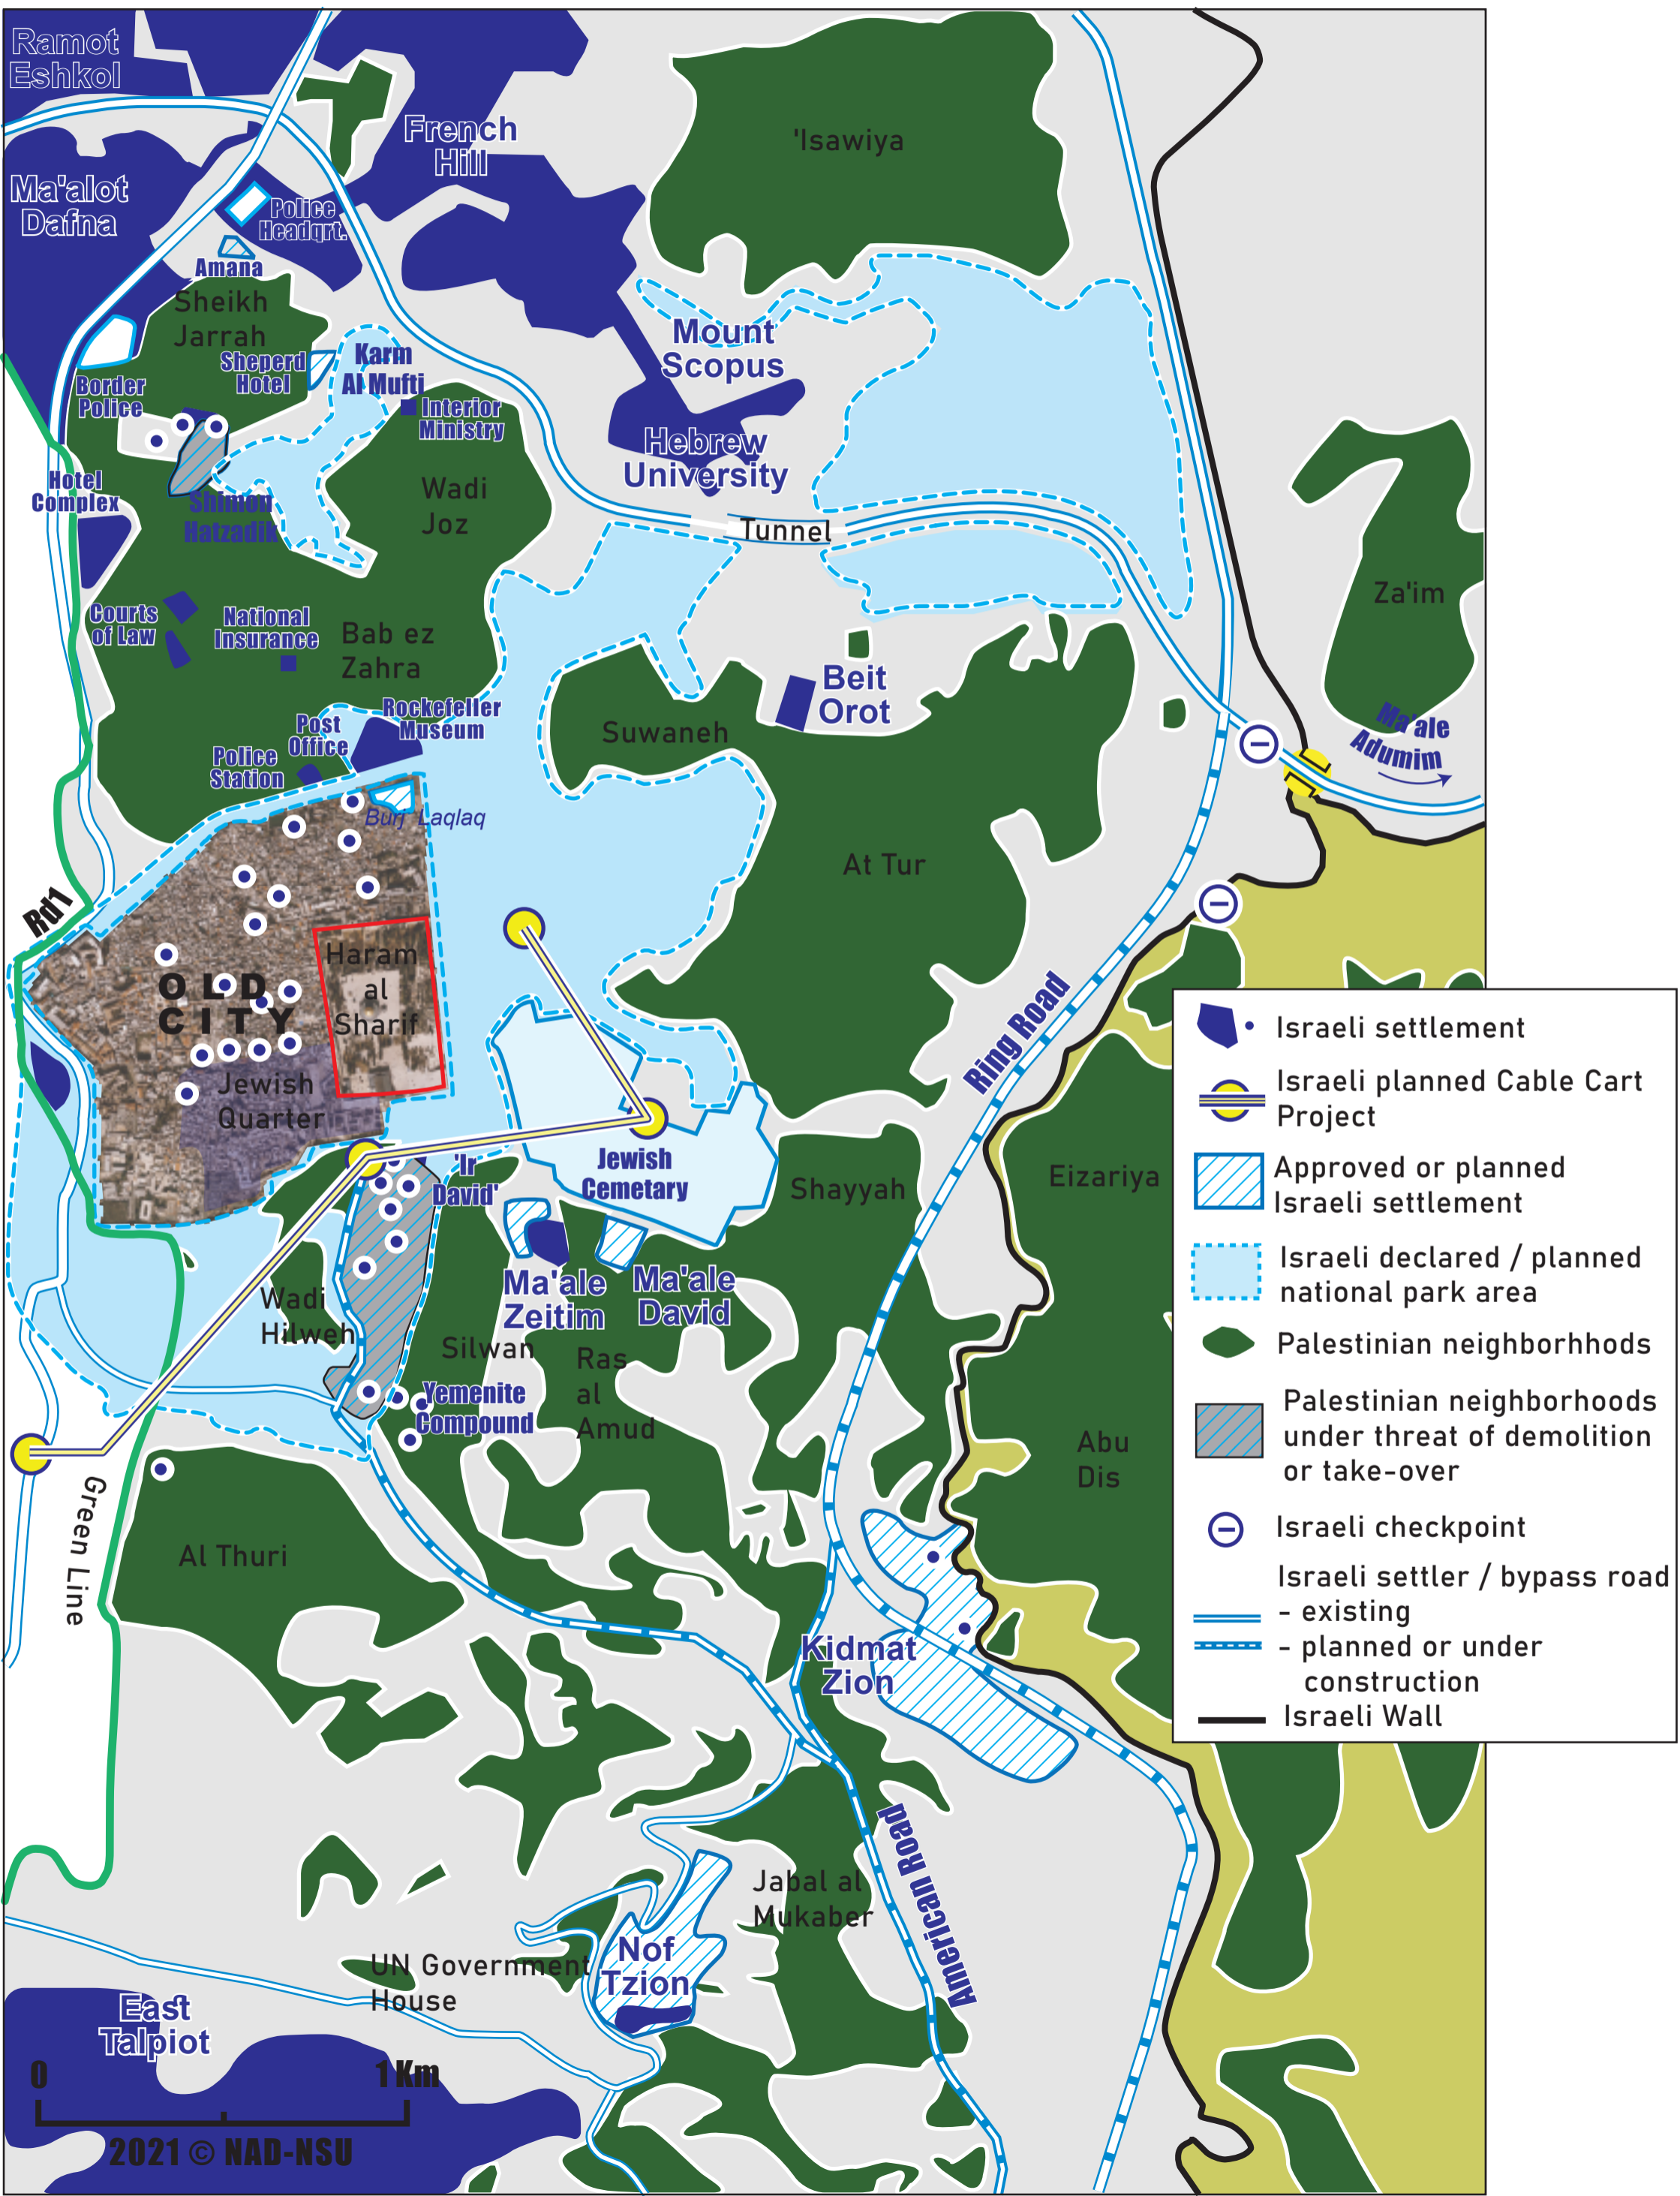 Ramot
Eshkol
French
Hill
'Isawiya
Ma'alot
Dafna
Police
Headqrt.
Amana
Sheikh
Jarrah
Mount
Scopus
Sheperd
Hotel
Karm
Al Mufti
Border
Police
Interior
Ministry
Hebrew
University
Hotel
Complex
Wadi
Joz
Shimon
Hatzadik
Tunnel
Za'im
Courts
of Law
National
Insurance
Bab ez
Zahra
Beit
Orot
Rockefeller
Museum
Post
Office
Suwaneh
Ma'ale
Adumim
Police
Station
Burj Laqlaq
At Tur
Rd1
Haram
al
Sharif
OLD
CITY
Ring Road
Jewish
Quarter
'Ir
David'
Jewish
Cemetary
Shayyah
Eizariya
Ma'ale
Zeitim
Ma'ale
David
Wadi
Hilweh
Silwan
Ras
al
Amud
Yemenite
Compound
Abu
Dis
Green Line
Al Thuri
Kidmat
Zion
American Road
Jabal al
Mukaber
UN Government
House
Nof
Tzion
East
Talpiot
0 1 Km
2021 © NAD-NSU
Israeli settlement
Israeli planned Cable Cart
Project
Approved or planned
Israeli settlement
Israeli declared / planned
national park area
Palestinian neighborhhods
Palestinian neighborhoods
under threat of demolition
or take-over
Israeli checkpoint
Israeli settler / bypass road
- existing
- planned or under
construction
Israeli Wall